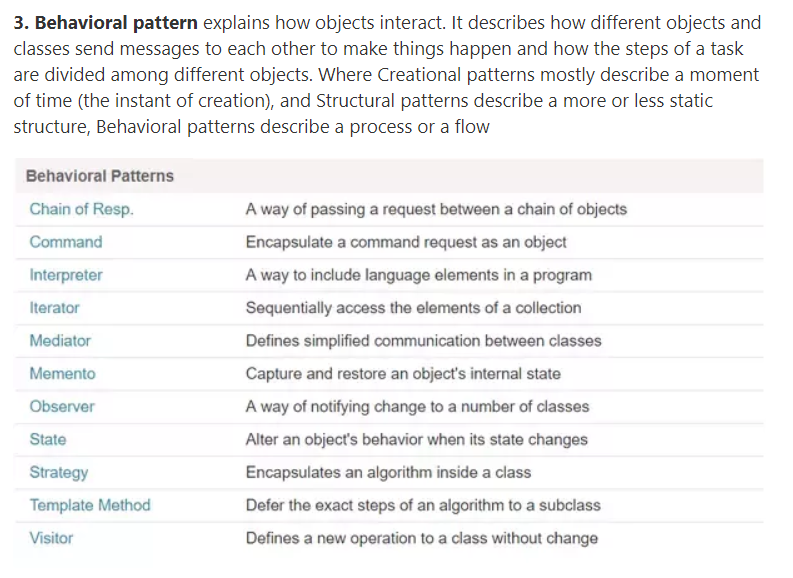 3. Behavioral pattern explains how objects interact. It describes how different objects and
classes send messages to each other to make things happen and how the steps of a task
are divided among different objects. Where Creational patterns mostly describe a moment
of time (the instant of creation), and Structural patterns describe a more or less static
structure, Behavioral patterns describe a process or a flow
Behavioral Patterns
Chain of Resp. A way of passing a request between a chain of objects
Command Encapsulate a command request as an object
Interpreter A way to include language elements in a program
Iterator Sequentially access the elements of a collection
Mediator Defines simplified communication between classes
Memento Capture and restore an object's internal state
Observer A way of notifying change to a number of classes
State Alter an object's behavior when its state changes
Strategy Encapsulates an algorithm inside a class
Template Method Defer the exact steps of an algorithm to a subclass
Visitor Defines a new operation to a class without change